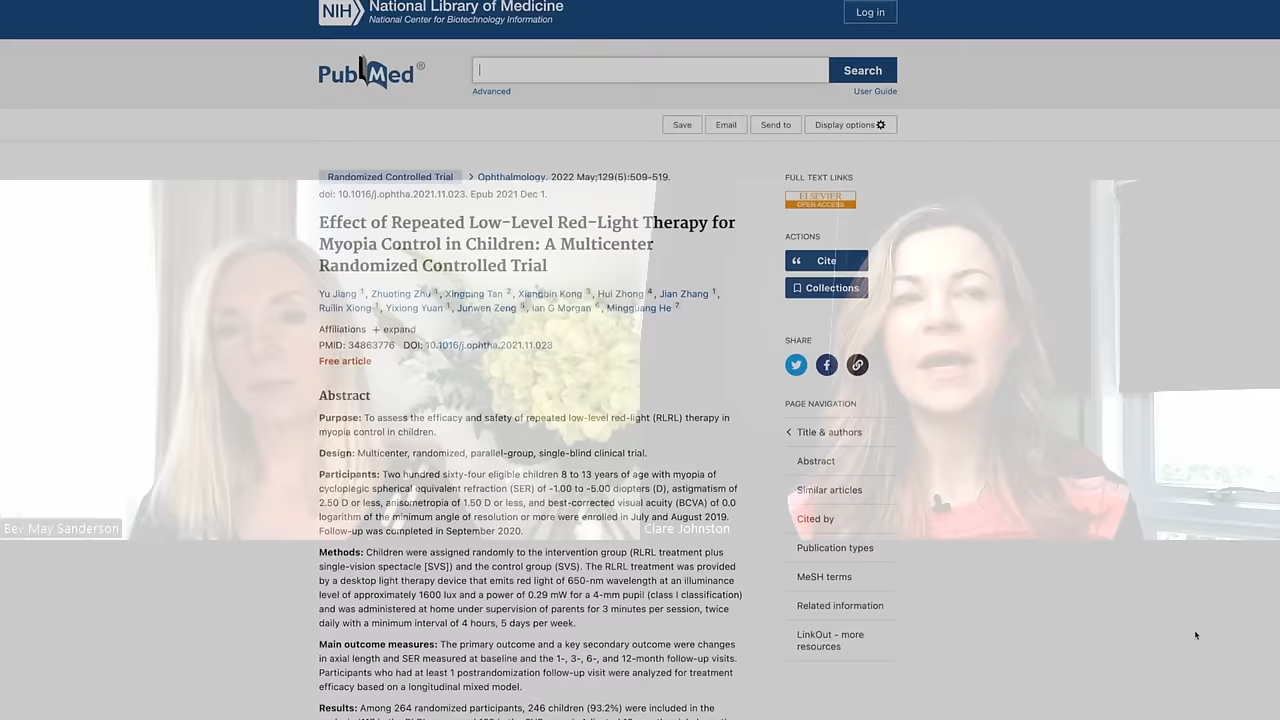 NIH National Library of Medicine
National Center for Biotechnology Information
Log in
PubMed®
Search
Advanced
User Guide
Save
Email
Send to
Display options
Randomized Controlled Trial > Ophthalmology. 2022 May;129(5):509-519.
doi: 10.1016/j.ophtha.2021.11.023. Epub 2021 Dec 1.
Effect of Repeated Low-Level Red-Light Therapy for
Myopia Control in Children: A Multicenter
Randomized Controlled Trial
Yu Jiang 1, Zhuoting Zhu 1, Xingping Tan 2, Xiangbin Kong 3, Hui Zhong 4, Jian Zhang 1,
Ruilin Xiong 1, Yixiong Yuan 1, Junwen Zeng 5, Ian G Morgan 6, Mingguang He 7
Affiliations + expand
PMID: 34863776 DOI: 10.1016/j.ophtha.2021.11.023
Free article
Abstract
Purpose: To assess the efficacy and safety of repeated low-level red-light (RLRL) therapy in
myopia control in children.
Design: Multicenter, randomized, parallel-group, single-blind clinical trial.
Participants: Two hundred sixty-four eligible children 8 to 13 years of age with myopia of
cycloplegic spherical equivalent refraction (SER) of -1.00 to -5.00 diopters (D), astigmatism of
2.50 D or less, anisometropia of 1.50 D or less, and best-corrected visual acuity (BCVA) of 0.0
logarithm of the minimum angle of resolution or more were enrolled in July and August 2019.
Follow-up was completed in September 2020.
Methods: Children were assigned randomly to the intervention group (RLRL treatment plus
single-vision spectacle [SVS]) and the control group (SVS). The RLRL treatment was provided
by a desktop light therapy device that emits red light of 650-nm wavelength at an illuminance
level of approximately 1600 lux and a power of 0.29 mW for a 4-mm pupil (class I classification)
and was administered at home under supervision of parents for 3 minutes per session, twice
daily with a minimum interval of 4 hours, 5 days per week.
Main outcome measures: The primary outcome and a key secondary outcome were changes
in axial length and SER measured at baseline and the 1-, 3-, 6-, and 12-month follow-up visits.
Participants who had at least 1 postrandomization follow-up visit were analyzed for treatment
efficacy based on a longitudinal mixed model.
Results: Among 264 randomized participants, 246 children (93.2%) were included in the
FULL TEXT LINKS
ELSEVIER
OPEN ACCESS
ACTIONS
Cite
Collections
SHARE
PAGE NAVIGATION
Title & authors
Abstract
Similar articles
Cited by
Publication types
MeSH terms
Related information
LinkOut - more
resources
Bev May Sanderson
Clare Johnston